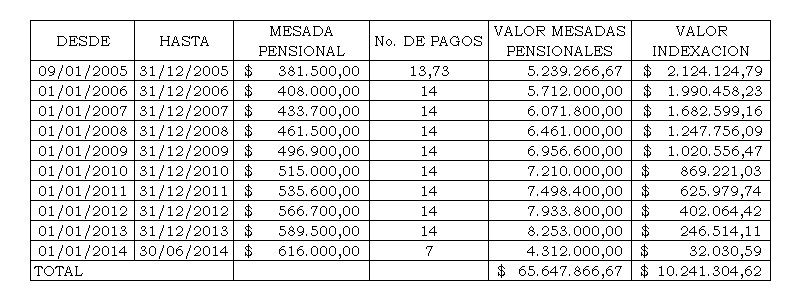 DESDE HASTA MESADA PENSIONAL No. DE PAGOS VALOR MESADAS PENSIONALES VALOR INDEXACION
09/01/2005 31/12/2005 $ 381.500,00 13,73 5.239.266,67 $ 2.124.124,79
01/01/2006 31/12/2006 $ 408.000,00 14 5.712.000,00 $ 1.990.458,23
01/01/2007 31/12/2007 $ 433.700,00 14 6.071.800,00 $ 1.682.599,16
01/01/2008 31/12/2008 $ 461.500,00 14 6.461.000,00 $ 1.247.756,09
01/01/2009 31/12/2009 $ 496.900,00 14 6.956.600,00 $ 1.020.556,47
01/01/2010 31/12/2010 $ 515.000,00 14 7.210.000,00 $ 869.221,03
01/01/2011 31/12/2011 $ 535.600,00 14 7.498.400,00 $ 625.979,74
01/01/2012 31/12/2012 $ 566.700,00 14 7.933.800,00 $ 402.064,42
01/01/2013 31/12/2013 $ 589.500,00 14 8.253.000,00 $ 246.514,11
01/01/2014 30/06/2014 $ 616.000,00 7 4.312.000,00 $ 32.030,59
TOTAL $ 65.647.866,67 $ 10.241.304,62